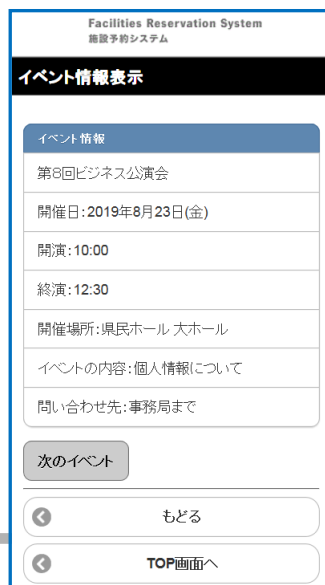 Facilities Reservation System
施設予約システム
イベント情報表示
イベント情報
第8回ビジネス公演会
開催日:2019年8月23日(金)
開演:10:00
終演:12:30
開催場所:県民ホール 大ホール
イベントの内容:個人情報について
問い合わせ先:事務局まで
次のイベント
もどる
TOP画面へ